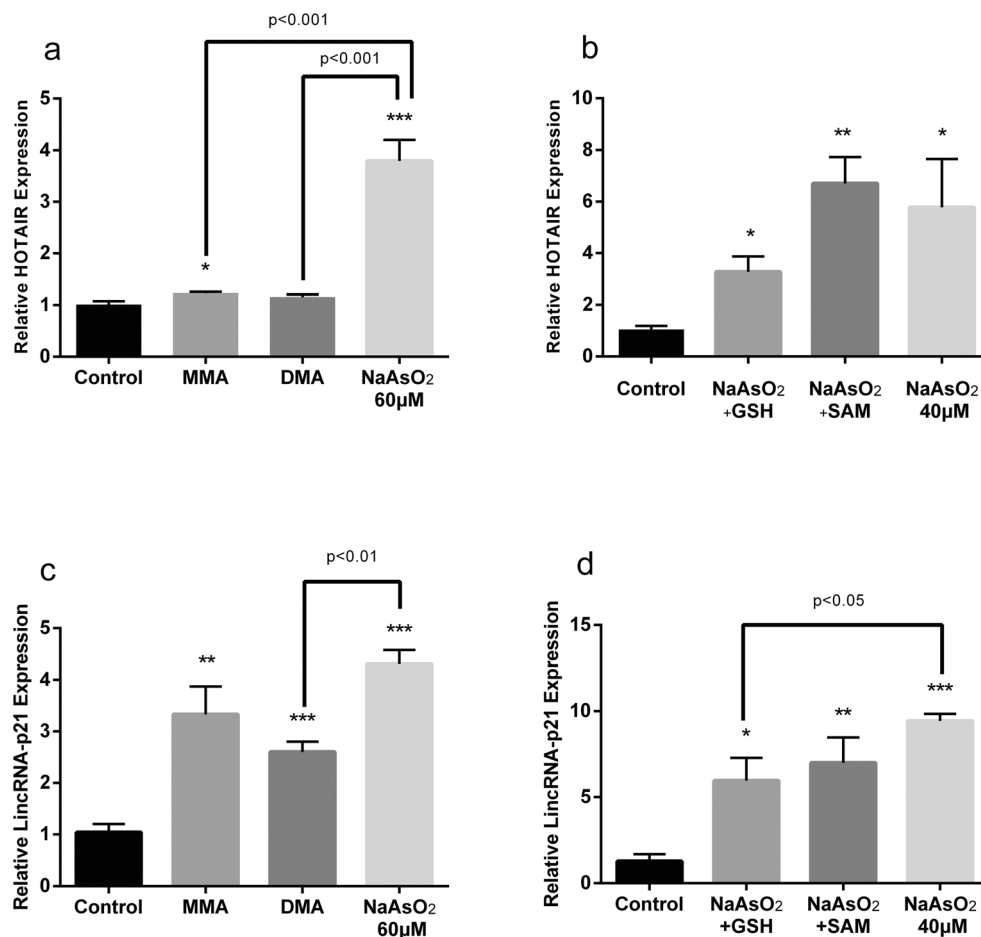 a
p<0.001
p<0.001
Relative HOTAIR Expression
5
4
3
2
1
0
*
***
Control
MMA
DMA
NaAsO2
60μM
b
Relative HOTAIR Expression
10
8
6
4
2
0
*
**
*
Control
NaAsO2
+GSH
NaAsO2
+SAM
NaAsO2
40μM
c
p<0.01
Relative LincRNA-p21 Expression
5
4
3
2
1
0
**
***
***
Control
MMA
DMA
NaAsO2
60μM
d
p<0.05
Relative LincRNA-p21 Expression
15
10
5
0
*
**
***
Control
NaAsO2
+GSH
NaAsO2
+SAM
NaAsO2
40μM